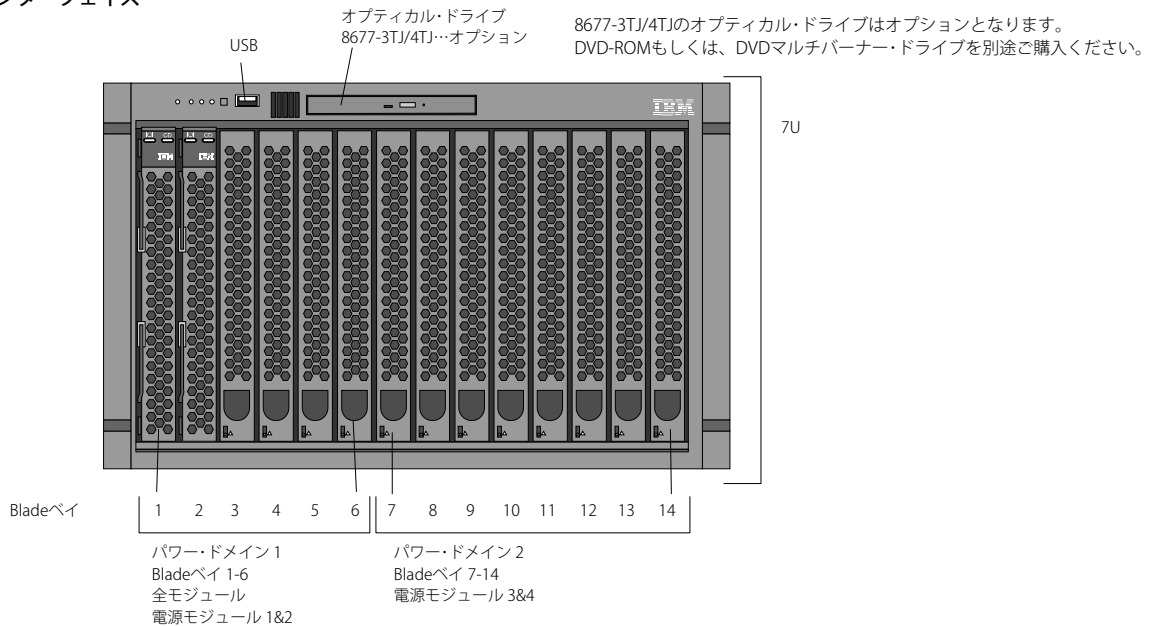 オプティカル・ドライブ
8677-3TJ/4TJ…オプション
8677-3TJ/4TJのオプティカル・ドライブはオプションとなります。
DVD-ROMもしくは、DVDマルチバーナー・ドライブを別途ご購入ください。
USB
IBM
7U
Bladeベイ
1 2 3 4 5 6 7 8 9 10 11 12 13 14
パワー・ドメイン 1
Bladeベイ 1-6
全モジュール
電源モジュール 1&2
パワー・ドメイン 2
Bladeベイ 7-14
電源モジュール 3&4